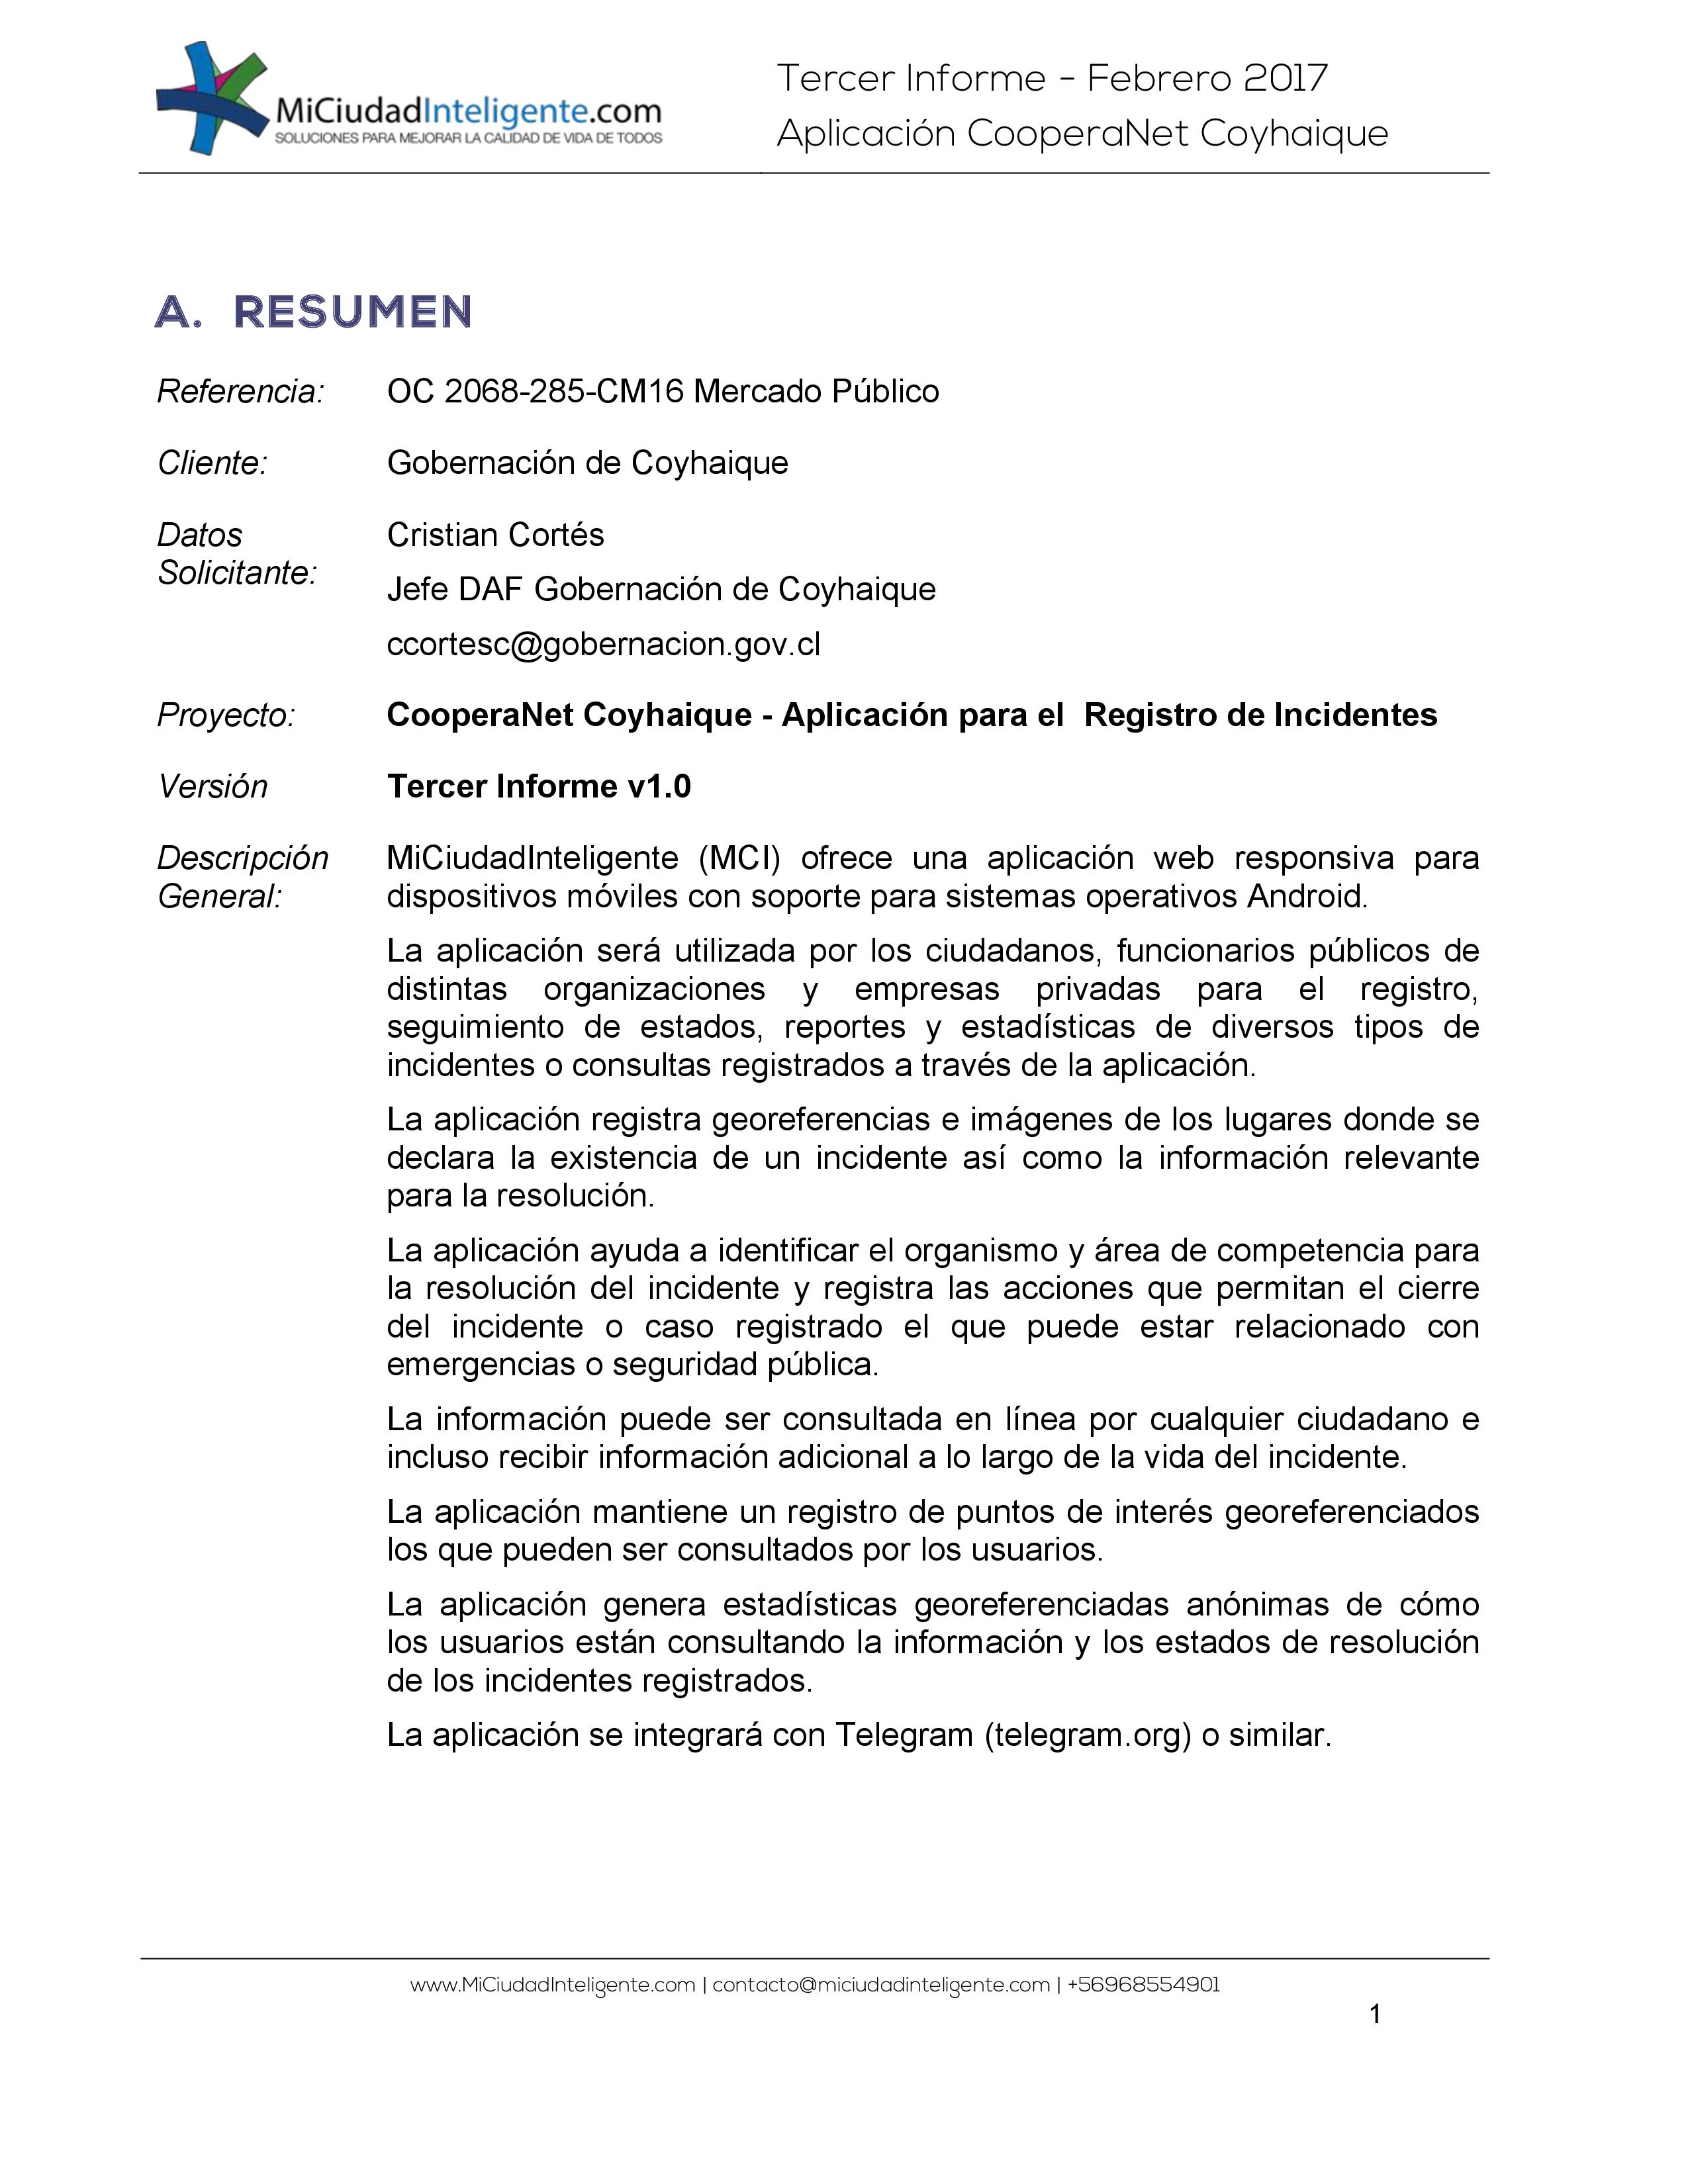 MiCiudadInteligente.com
SOLUCIONES PARA MEJORAR LA CALIDAD DE VIDA DE TODOS
Tercer Informe - Febrero 2017
Aplicación CooperaNet Coyhaique
A. RESUMEN
Referencia: OC 2068-285-CM16 Mercado Público
Cliente: Gobernación de Coyhaique
Datos Solicitante: Cristian Cortés
Jefe DAF Gobernación de Coyhaique
ccortesc@gobernacion.gov.cl
Proyecto: CooperaNet Coyhaique - Aplicación para el  Registro de Incidentes
Versión Tercer Informe v1.0
Descripción General: MiCiudadInteligente (MCI) ofrece una aplicación web responsiva para
dispositivos móviles con soporte para sistemas operativos Android.
La aplicación será utilizada por los ciudadanos, funcionarios públicos de
distintas organizaciones y empresas privadas para el registro,
seguimiento de estados, reportes y estadísticas de diversos tipos de
incidentes o consultas registrados a través de la aplicación.
La aplicación registra georeferencias e imágenes de los lugares donde se
declara la existencia de un incidente así como la información relevante
para la resolución.
La aplicación ayuda a identificar el organismo y área de competencia para
la resolución del incidente y registra las acciones que permitan el cierre
del incidente o caso registrado el que puede estar relacionado con
emergencias o seguridad pública.
La información puede ser consultada en línea por cualquier ciudadano e
incluso recibir información adicional a lo largo de la vida del incidente.
La aplicación mantiene un registro de puntos de interés georeferenciados
los que pueden ser consultados por los usuarios.
La aplicación genera estadísticas georeferenciadas anónimas de cómo
los usuarios están consultando la información y los estados de resolución
de los incidentes registrados.
La aplicación se integrará con Telegram (telegram.org) o similar.
www.MiCiudadInteligente.com | contacto@miciudadinteligente.com | +56968554901
1